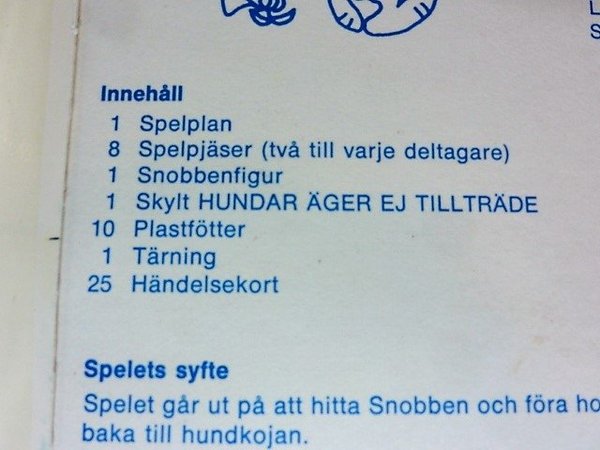 Innehåll
1 Spelplan
8 Spelpjäser (två till varje deltagare)
1 Snobbenfigur
1 Skylt HUNDAR ÄGER EJ TILLTRÄDE
10 Plastfötter
1 Tärning
25 Händelsekort
Spelets syfte
Spelet går ut på att hitta Snobben och föra
baka till hundkojan.